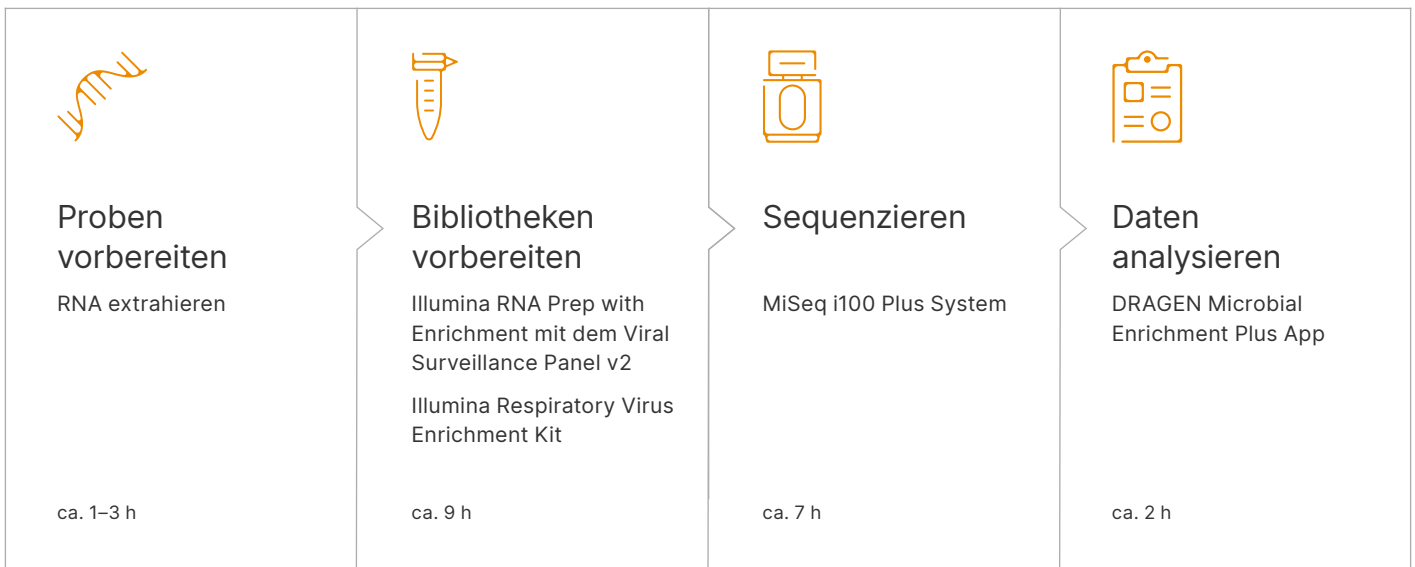 Proben
vorbereiten
RNA extrahieren
ca. 1–3 h
Bibliotheken
vorbereiten
Illumina RNA Prep with
Enrichment mit dem Viral
Surveillance Panel v2
Illumina Respiratory Virus
Enrichment Kit
ca. 9 h
Sequenzieren
MiSeq i100 Plus System
ca. 7 h
Daten
analysieren
DRAGEN Microbial
Enrichment Plus App
ca. 2 h